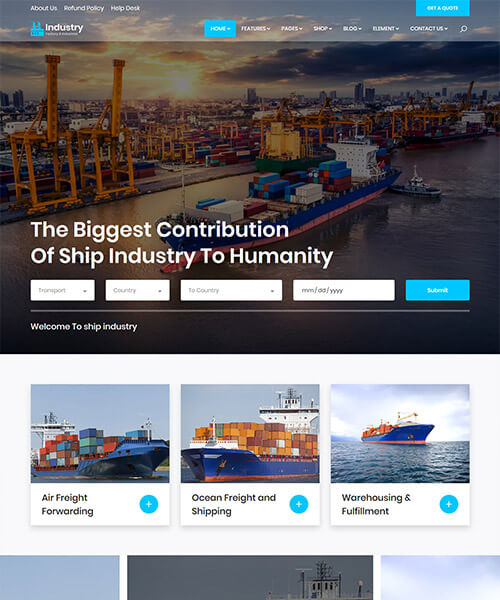 About Us Refund Policy Help Desk
GET A QUOTE
Industry
Factory & Industries
HOME FEATURES PAGES SHOP BLOG ELEMENT CONTACT US
The Biggest Contribution
Of Ship Industry To Humanity
Transport Country To Country mm/dd/yyyy Submit
Welcome To ship industry
Air Freight
Forwarding
Ocean Freight and
Shipping
Warehousing &
Fulfillment